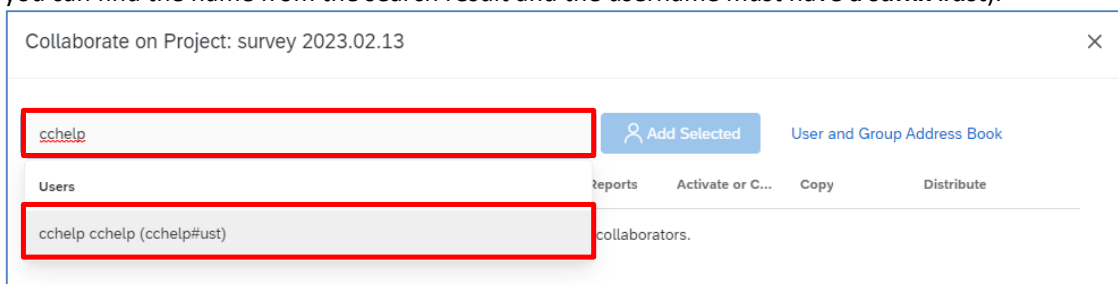 Collaborate on Project: survey 2023.02.13
cchelp
Add Selected
User and Group Address Book
Users
Reports Activate or C... Copy Distribute
cchelp cchelp (cchelp#ust)
collaborators.